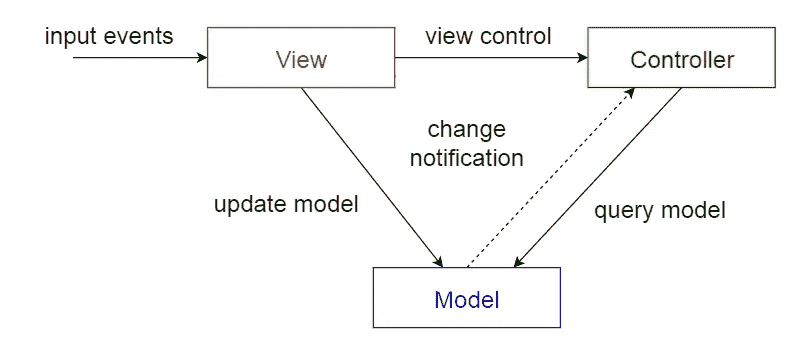 input events
View
view control
Controller
change
notification
update model
query model
Model